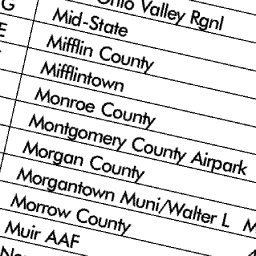 G Ohio Valley Rgnl
Mid-State
Mifflin County
Mifflintown
Monroe County
Montgomery County Airpark
Morgan County
Morgantown Muni/Walter L
Morrow County
Muir AAF